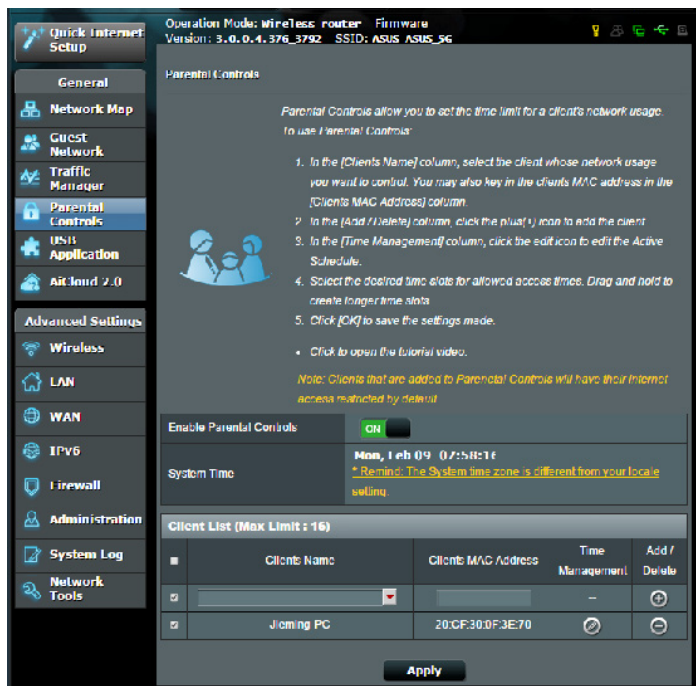 Quick Internet
Setup
Operation Mode: Wireless router Firmware
Version: 3.0.0.4.376_3792 SSID: ASUS ASUS_5G
General
Network Map
Guest
Network
Traffic
Manager
Parental
Controls
USB
Application
AiCloud 2.0
Advanced Settings
Wireless
LAN
WAN
IPv6
Firewall
Administration
System Log
Network
Tools
Parental Controls
Parental Controls allow you to set the time limit for a client's network usage.
To use Parental Controls:
1. In the [Clients Name] column, select the client whose network usage
you want to control. You may also key in the clients MAC address in the
[Clients MAC Address] column.
2. In the [Add / Delete] column, click the plus(+) icon to add the client
3. In the [Time Management] column, click the edit icon to edit the Active
Schedule.
4. Select the desired time slots for allowed access times. Drag and hold to
create longer time slots
5. Click [OK] to save the settings made.
• Click to open the tutorial video.
Note: Clients that are added to Parenetal Controls will have their internet
access restricted by default
Enable Parental Controls
ON
System Time
Mon, Feb 09 07:58:16
* Remind: The System time zone is different from your locale
setting.
Client List (Max Limit : 16)
Clients Name
Clients MAC Address
Time
Management
Add /
Delete
--
Jieming PC
20:CF:30:0F:3E:70
Apply